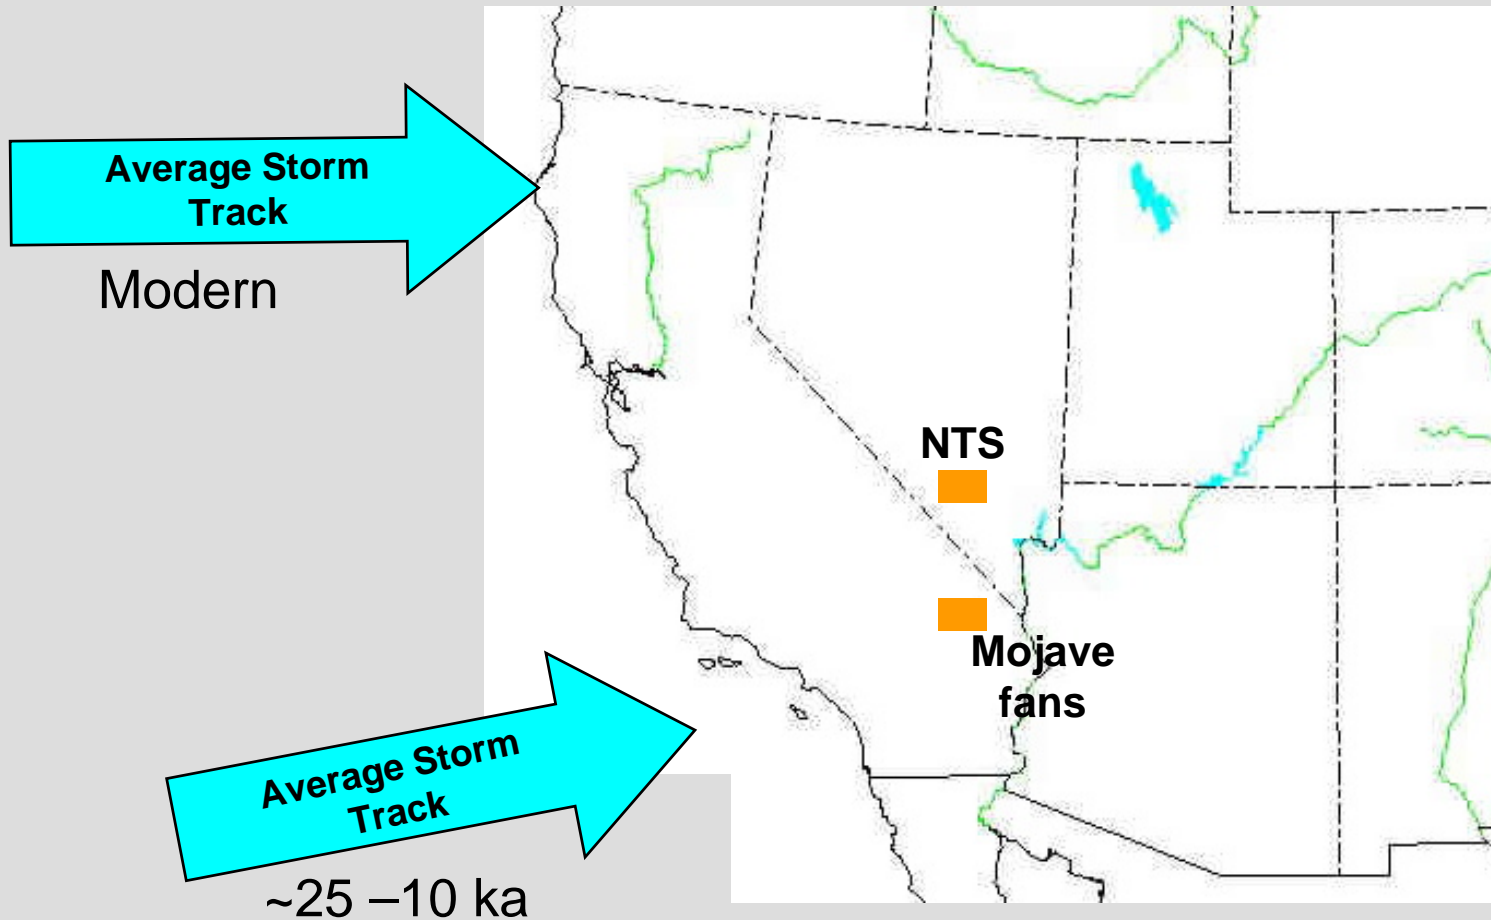 Average Storm
Track
Modern
NTS
Mojave
fans
Average Storm
Track
~25 –10 ka